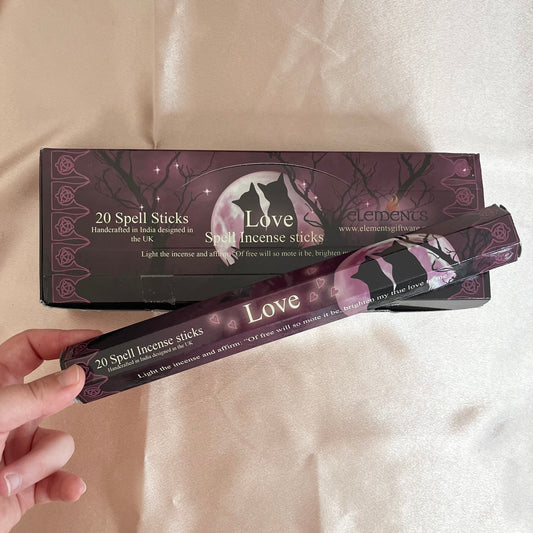 20 Spell Sticks
Handcrafted in India designed in
the UK
Love
Spell Incense sticks
ELEMENTS
www.elementsgiftware
Light the incense and affirm: "Of free will so mote it be, brighten my
Love
20 Spell Incense sticks
Handcrafted in India designed in the UK
Light the incense and affirm: "Of free will so mote it be, brighten my true love